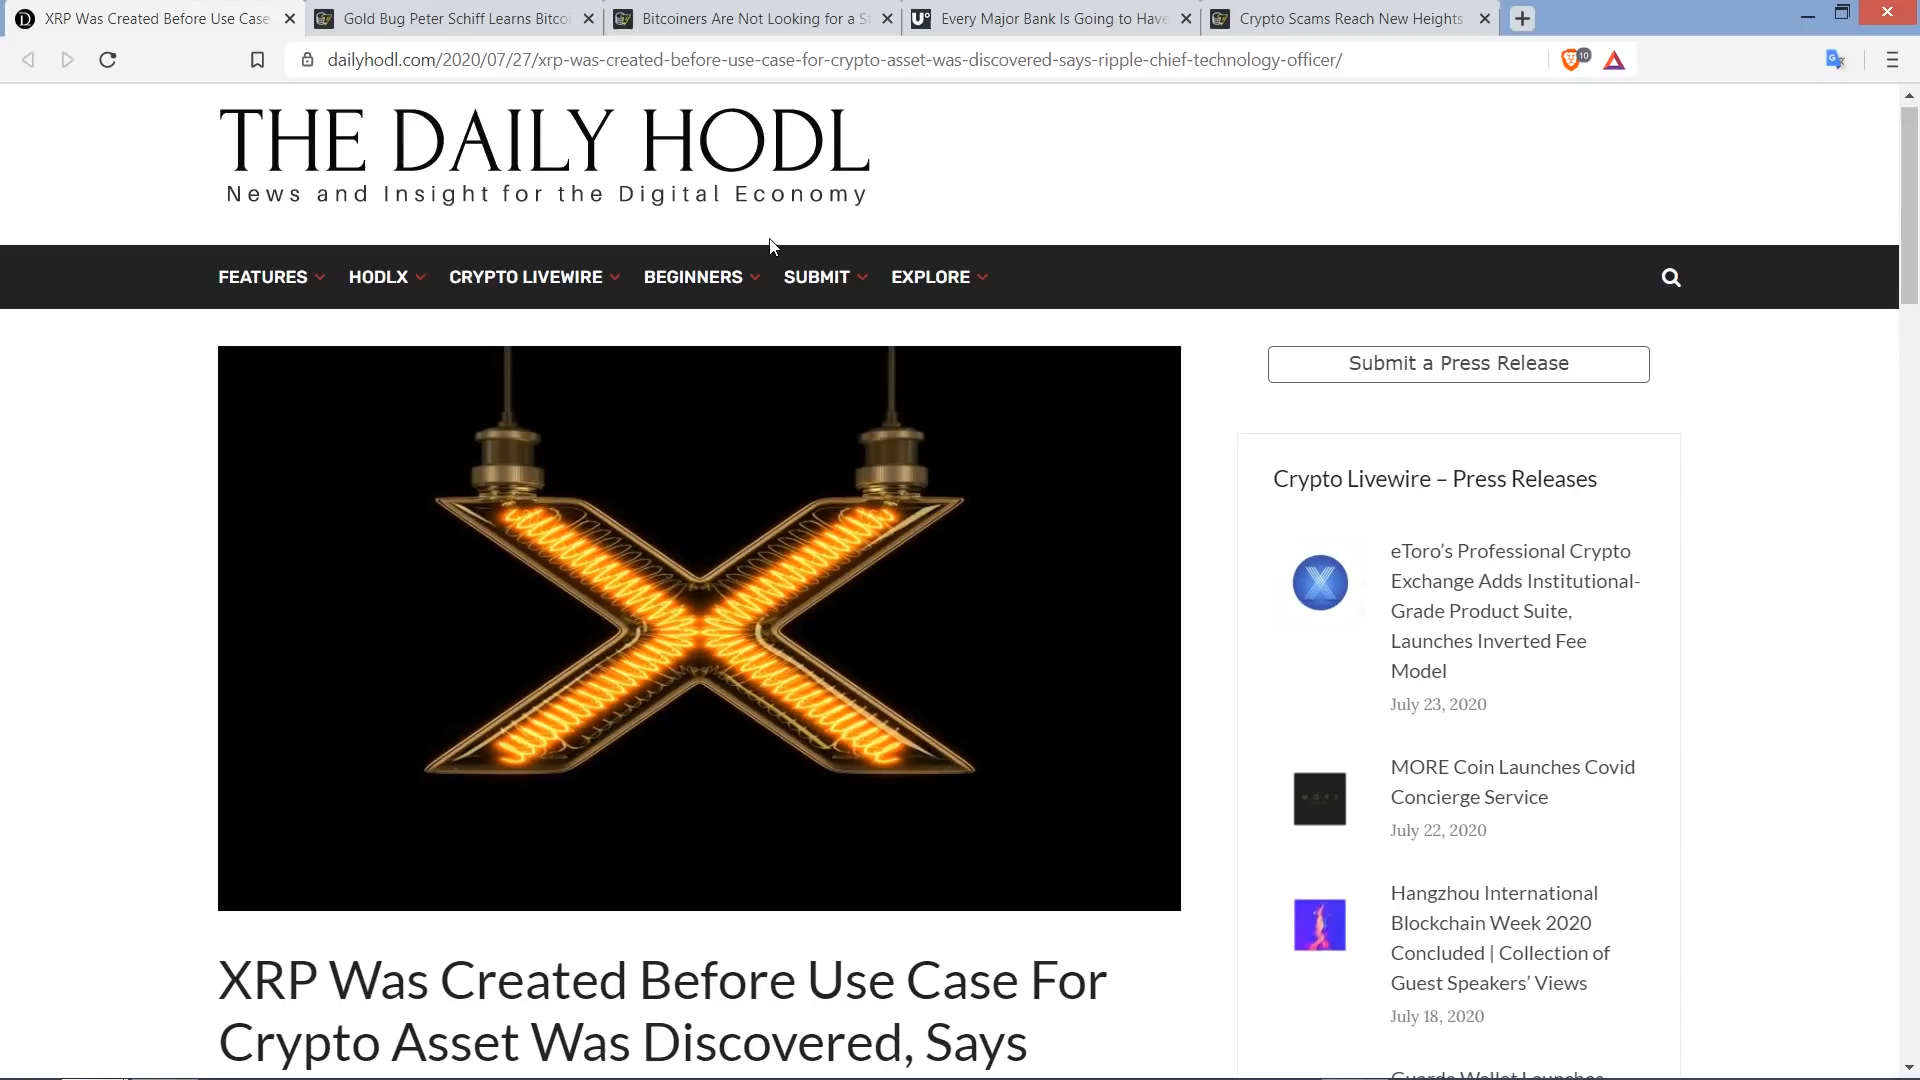 XRP Was Created Before Use Case
Gold Bug Peter Schiff Learns Bitcoi
Bitcoiners Are Not Looking for a S
Every Major Bank Is Going to Have
Crypto Scams Reach New Heights
dailyhodl.com/2020/07/27/xrp-was-created-before-use-case-for-crypto-asset-was-discovered-says-ripple-chief-technology-officer/
10
THE DAILY HODL
News and Insight for the Digital Economy
FEATURES HODLX CRYPTO LIVEWIRE BEGINNERS SUBMIT EXPLORE
Submit a Press Release
Crypto Livewire – Press Releases
eToro’s Professional Crypto
Exchange Adds Institutional-
Grade Product Suite,
Launches Inverted Fee
Model
July 23, 2020
MORE Coin Launches Covid
Concierge Service
July 22, 2020
Hangzhou International
Blockchain Week 2020
Concluded | Collection of
Guest Speakers’ Views
July 18, 2020
XRP Was Created Before Use Case For
Crypto Asset Was Discovered, Says